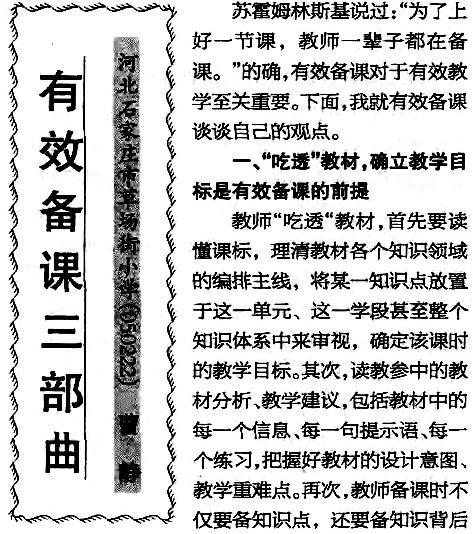 有效备课三部曲
河北石家庄市草场街小学(050222) 曹 静
苏霍姆林斯基说过：“为了上
好一节课，教师一辈子都在备
课。”的确，有效备课对于有效教
学至关重要。下面，我就有效备课
谈谈自己的观点。
一、“吃透”教材，确立教学目
标是有效备课的前提
教师“吃透“教材，首先要读
懂课标，理清教材各个知识领域
的编排主线，将某一知识点放置
于这一单元、这一学段甚至整个
知识体系中来审视，确定该课时
的教学目标。其次，读教参中的教
材分析、教学建议，包括教材中的
每一个信息、每一句提示语、每一
个练习，把握好教材的设计意图、
教学重难点。再次，教师备课时不
仅要备知识点，还要备知识背后